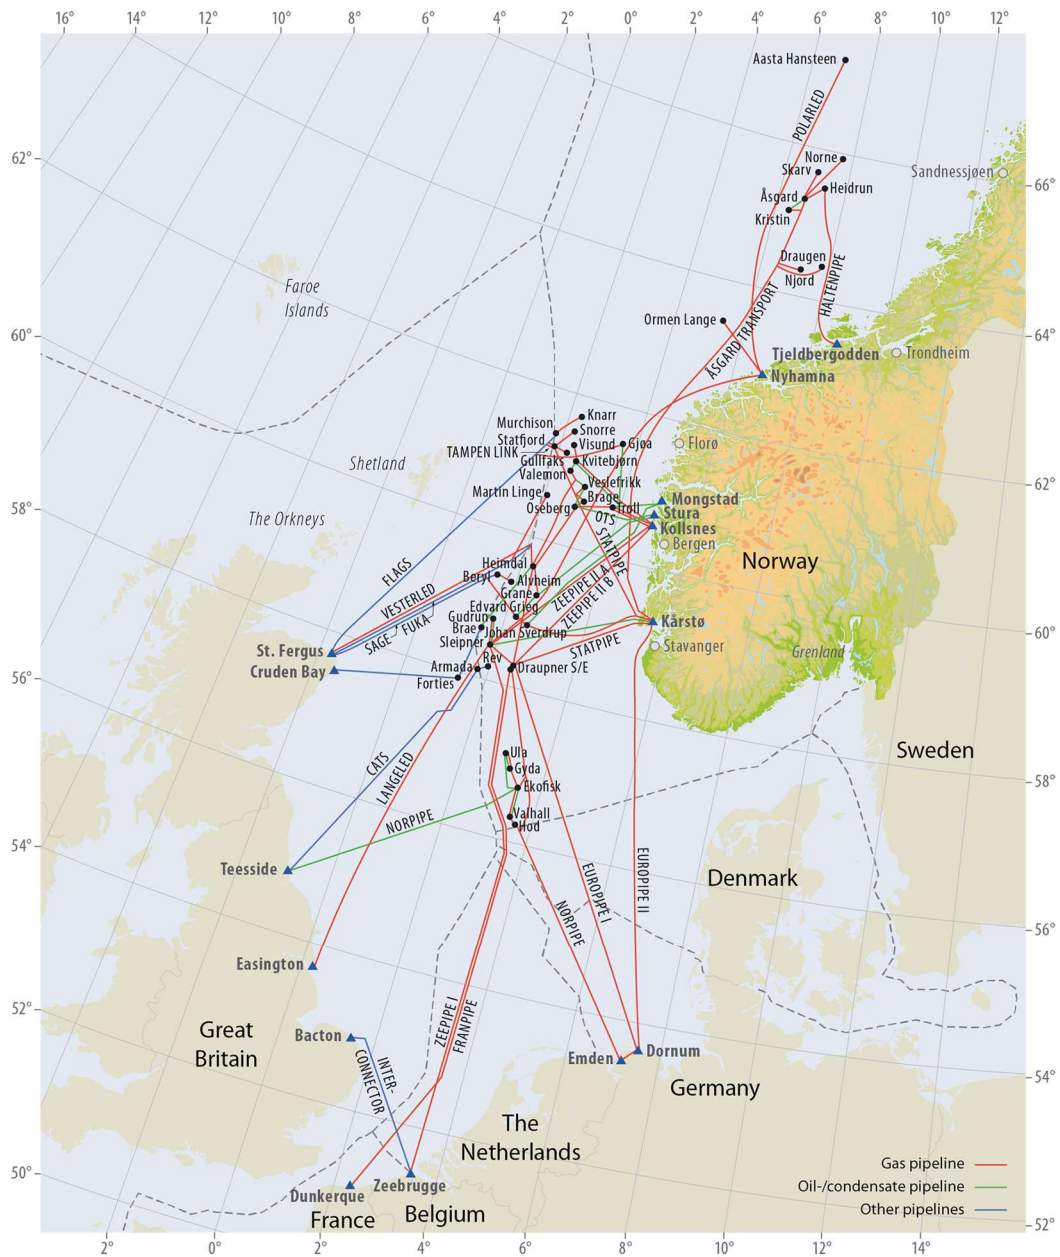 16° 14° 12° 10° 8° 6° 4° 2° 0° 2° 4° 6° 8° 10° 12°
Aasta Hansteen
POLARLED
62°
Norne
Skarv
Sandnessjøen
66°
Heidrun
Åsgard
Kristin
Draugen
Njord
HALTENPIPE
Faroe
Islands
Ormen Lange
ÅSGARD TRANSPORT
60°
64°
Tjeldbergodden
Trondheim
Nyhamna
Knarr
Murchison
Snorre
Statfjord
Visund
Gjøa
Florø
TAMPEN LINK
Gullfaks
Kvitebjørn
Shetland
Valemon
Veslefrikk
62°
Martin Linge
Brage
Mongstad
58°
Oseberg
Troll
Stura
The Orkneys
OTS
Kollsnes
Bergen
STATPIPE
Norway
Heimdal
FLAGS
Beryl
Alvheim
VESTERLED
Grane
ZEEPIPE II A
ZEEPIPE II B
Edvard Grieg
Gudrun
SAGE
FUKA
Brae
Johan Sverdrup
Kårstø
60°
Sleipner
STATPIPE
Stavanger
St. Fergus
Grenland
Rev
Cruden Bay
Armada
Draupner S/E
56°
Forties
Ula
Sweden
CATS
Gyda
LANGELED
Ekofisk
58°
NORPIPE
Valhall
Hod
54°
Teesside
Denmark
EUROPIPE I
EUROPIPE II
NORPIPE
56°
Easington
52°
ZEEPIPE I
FRANPIPE
Great
Britain
Bacton
Emden
Dornum
INTER-
CONNECTOR
54°
Germany
The
Netherlands
Gas pipeline
50°
Zeebrugge
Oil-/condensate pipeline
Dunkerque
Other pipelines
France
Belgium
52°
2° 0° 2° 4° 6° 8° 10° 12° 14°